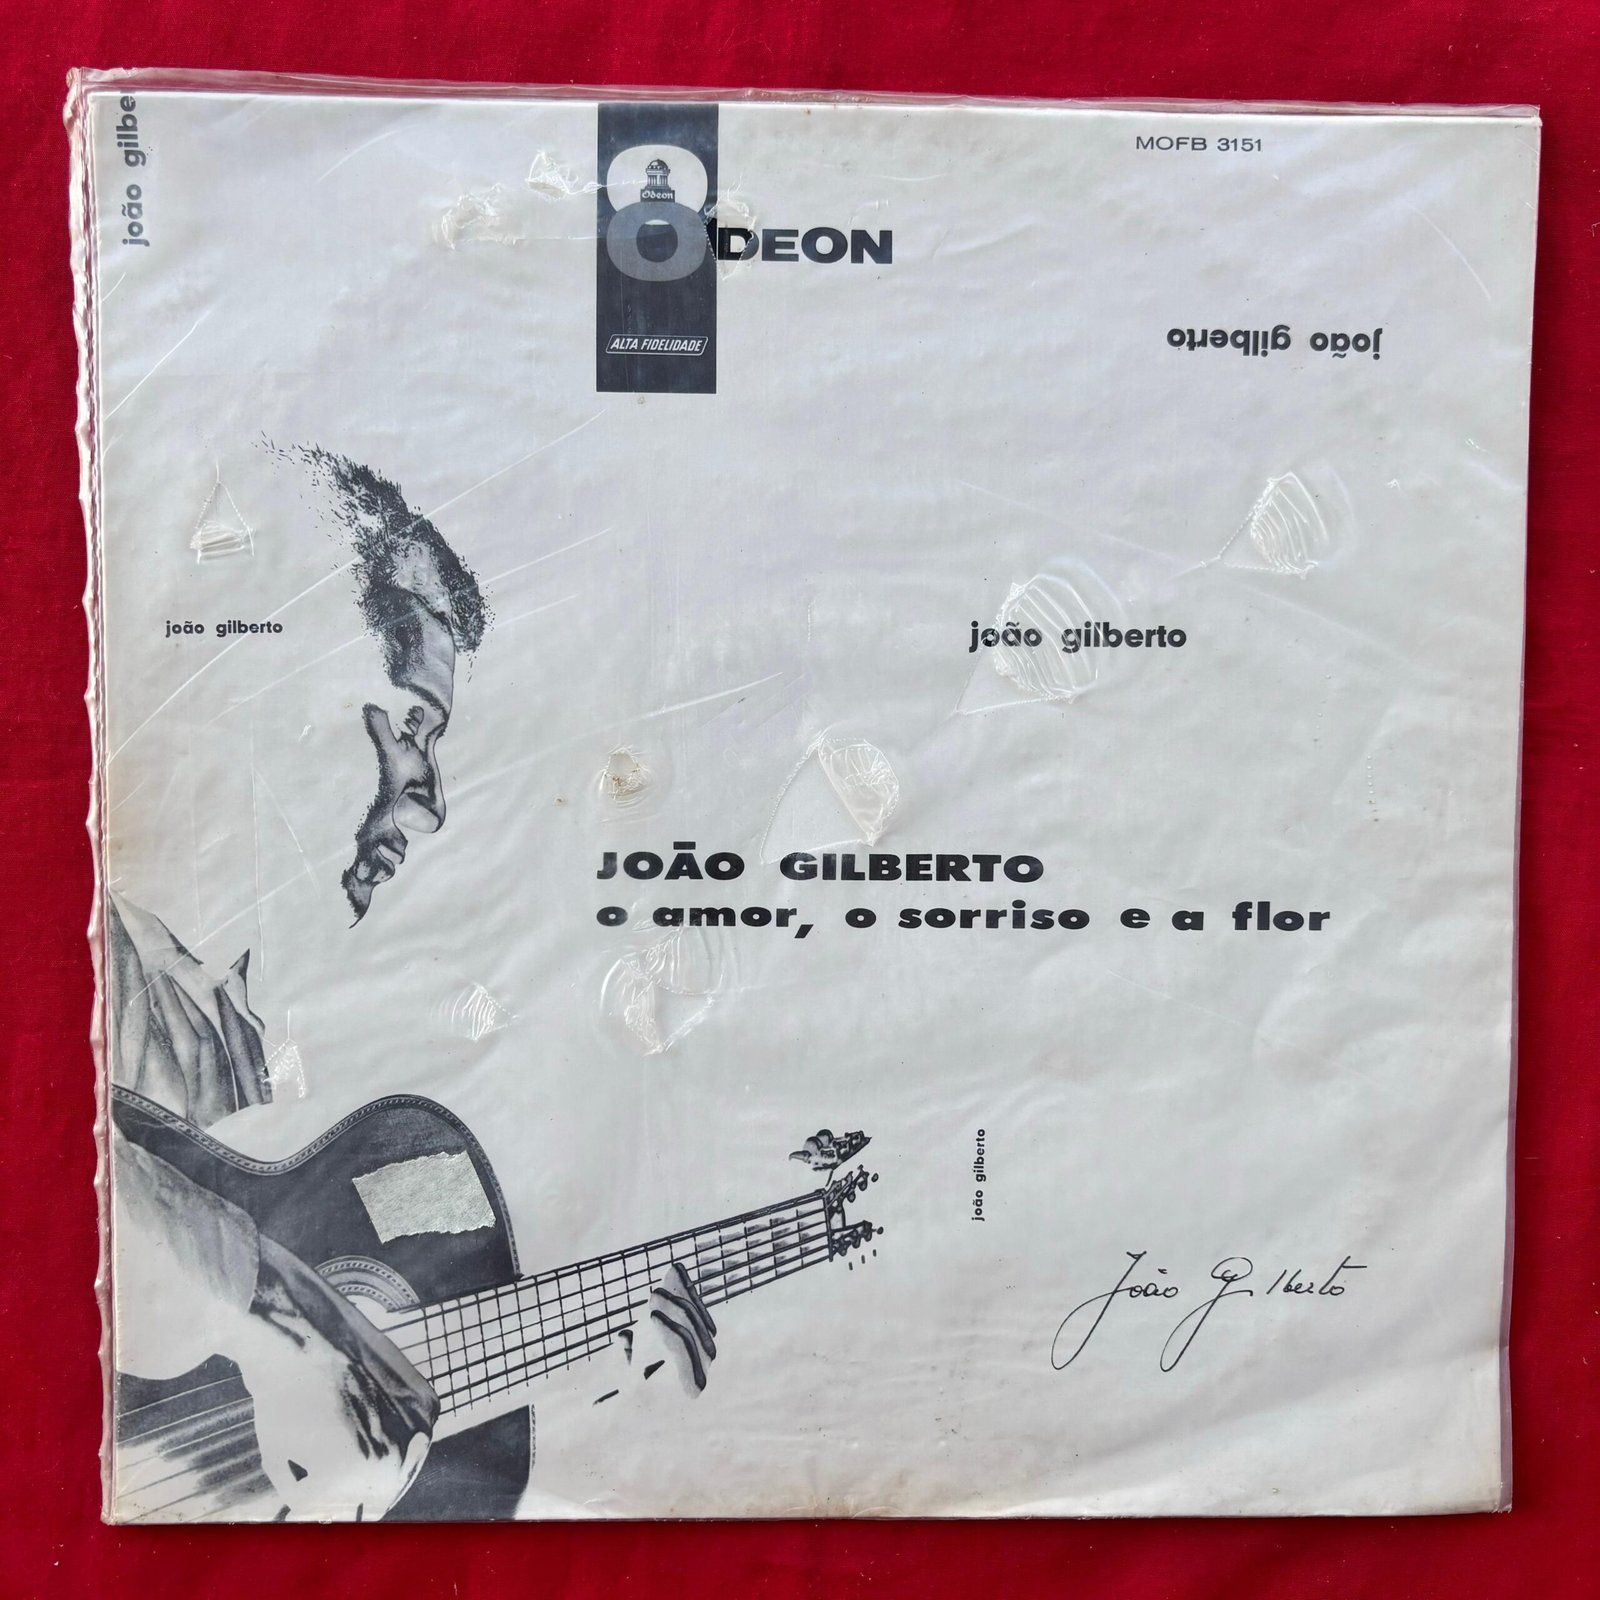 joão gilbe
MOFB 3151
Odeon
ODEON
ALTA FIDELIDADE
joão gilberto
joão gilberto
joão gilberto
JOÃO GILBERTO
o amor, o sorriso e a flor
joão gilberto
João Gilberto